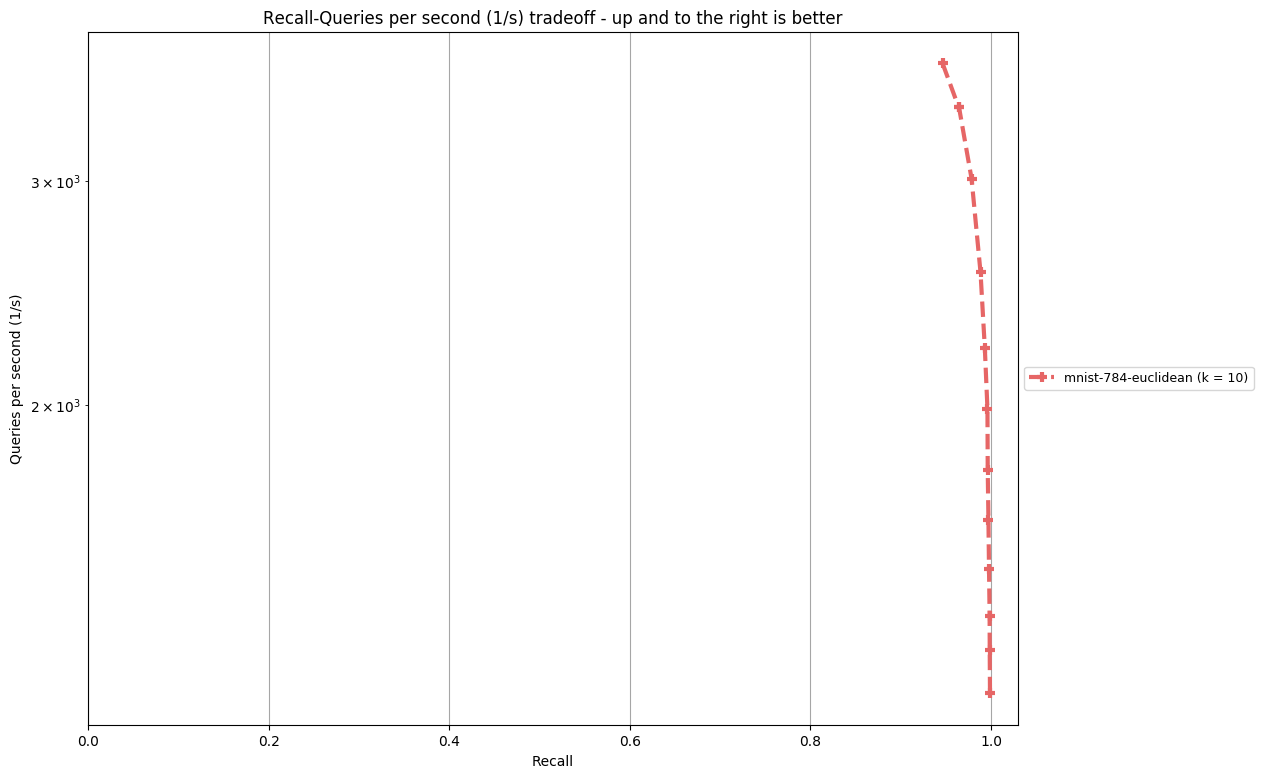 Recall-Queries per second (1/s) tradeoff - up and to the right is better
Queries per second (1/s)
3 × 10³
2 × 10³
mnist-784-euclidean (k = 10)
0.0 0.2 0.4 0.6 0.8 1.0
Recall